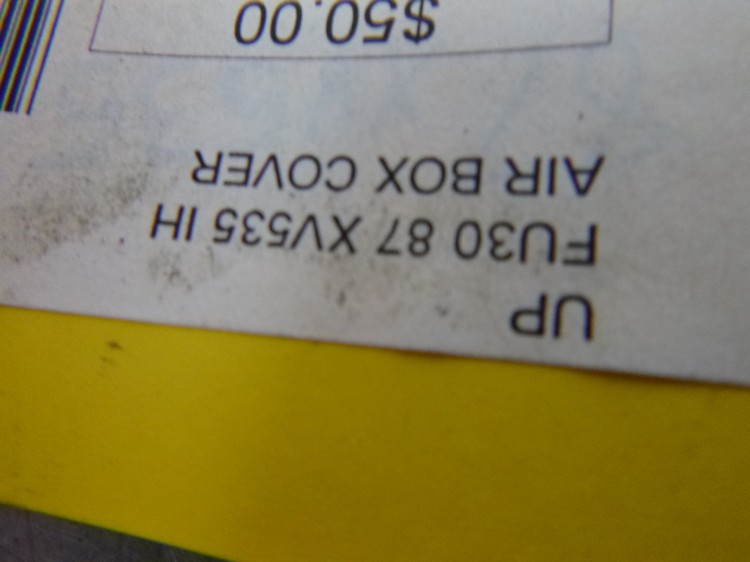 UP
FU30 87 XV535 IH
AIR BOX COVER
$50.00